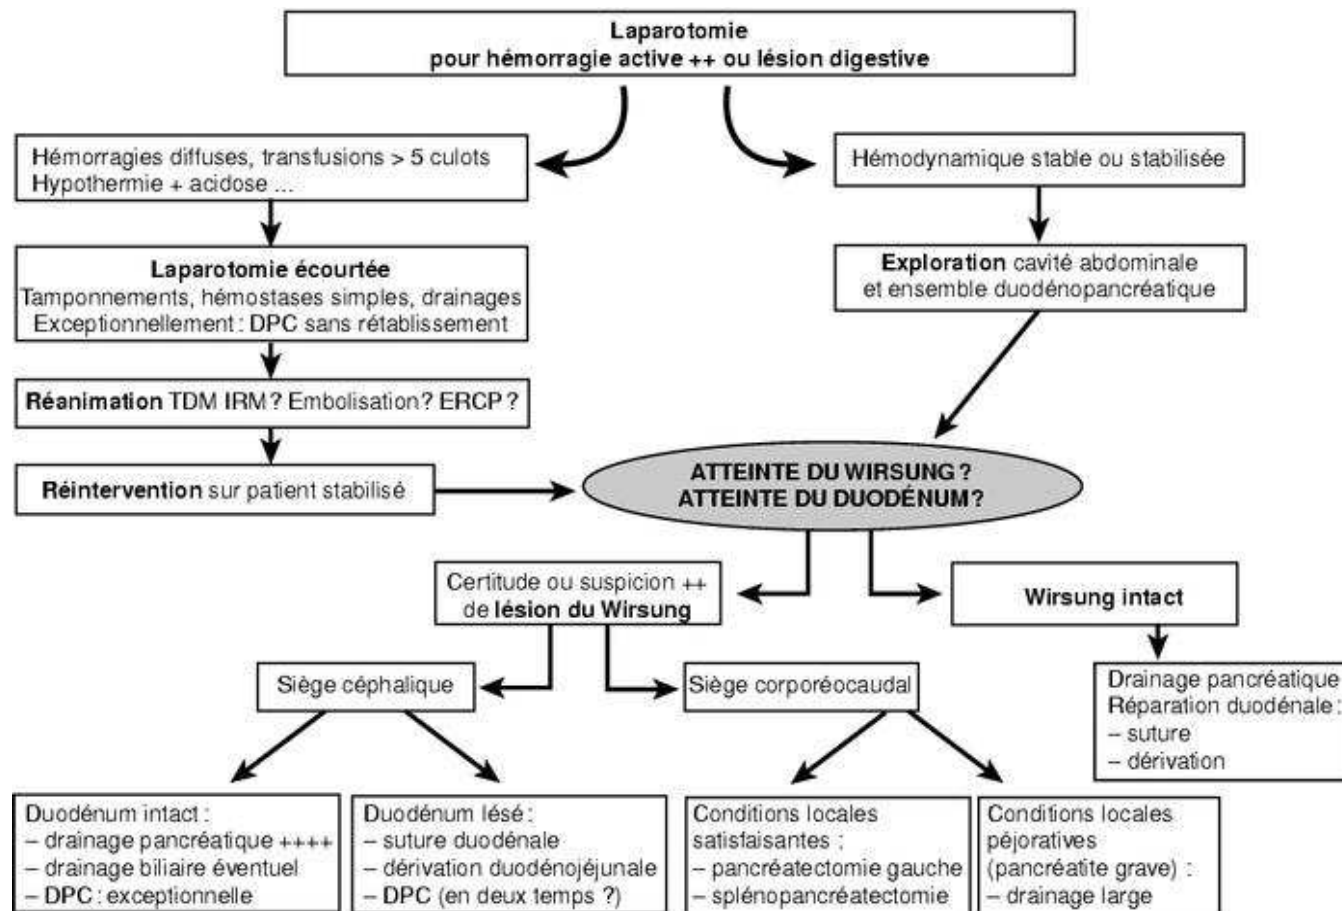 Laparotomie
pour hémorragie active ++ ou lésion digestive
Hémorragies diffuses, transfusions > 5 culots
Hypothermie + acidose ...
Hémodynamique stable ou stabilisée
Laparotomie écourtée
Tamponnements, hémostases simples, drainages
Exceptionnellement : DPC sans rétablissement
Exploration cavité abdominale
et ensemble duodénopancréatique
Réanimation TDM IRM? Embolisation? ERCP ?
Réintervention sur patient stabilisé
ATTEINTE DU WIRSUNG ?
ATTEINTE DU DUODÉNUM?
Certitude ou suspicion ++
de lésion du Wirsung
Wirsung intact
Siège céphalique
Siège corporéocaudal
Drainage pancréatique
Réparation duodénale :
– suture
– dérivation
Duodénum intact :
– drainage pancréatique ++++
– drainage biliaire éventuel
– DPC : exceptionnelle
Duodénum lésé :
– suture duodénale
– dérivation duodénojéjunale
– DPC (en deux temps ?)
Conditions locales
satisfaisantes :
– pancréatectomie gauche
– splénopancréatectomie
Conditions locales
péjoratives
(pancréatite grave) :
– drainage large